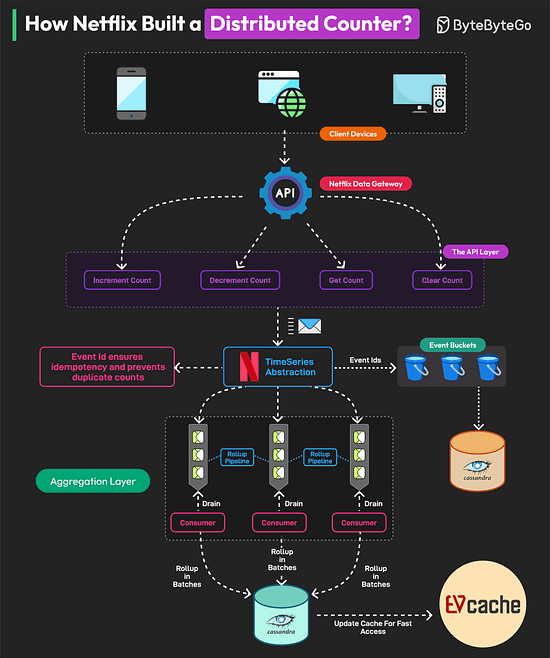 How Netflix Built a Distributed Counter?
ByteByteGo
Client Devices
API
Netflix Data Gateway
The API Layer
Increment Count
Decrement Count
Get Count
Clear Count
Event Id ensures
idempotency and prevents
duplicate counts
TimeSeries
Abstraction
Event Ids
Event Buckets
cassandra
Rollup
Pipeline
Rollup
Pipeline
Aggregation Layer
Drain
Drain
Drain
Consumer
Consumer
Consumer
Rollup
in
Batches
Rollup
in
Batches
Rollup
in
Batches
cassandra
Update Cache For Fast
Access
EVcache